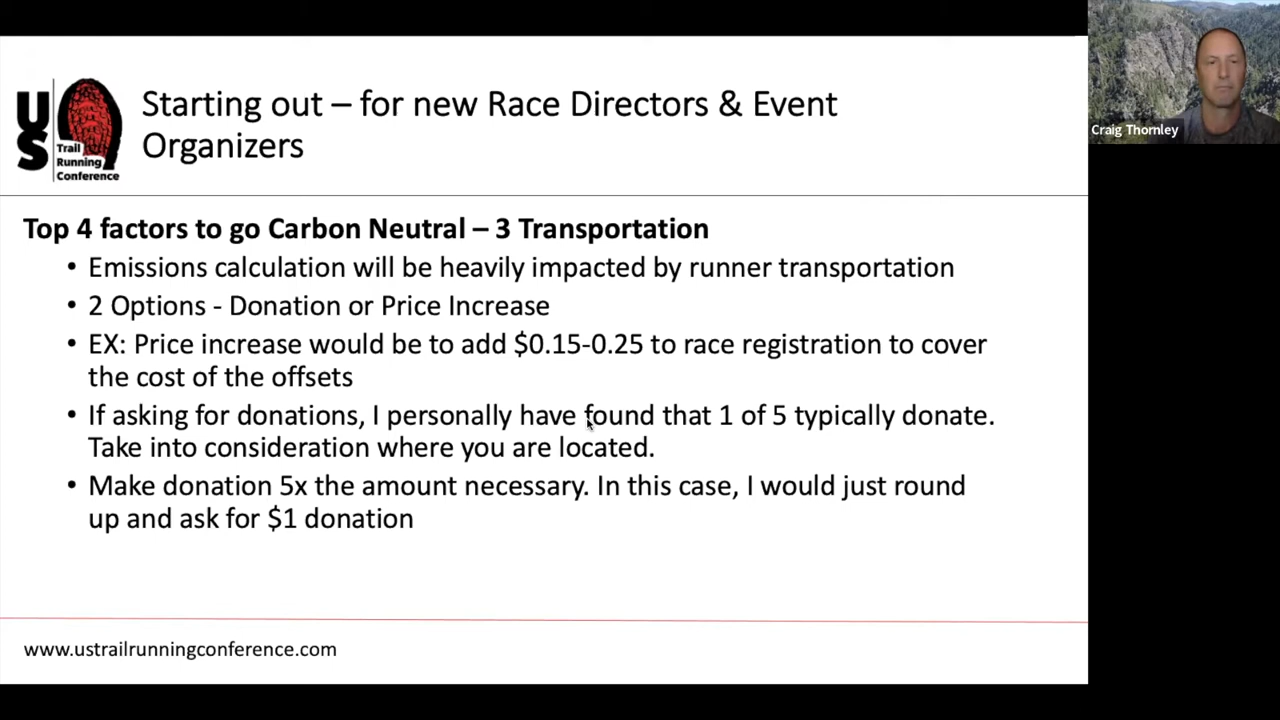 US
Trail
Running
Conference
Starting out – for new Race Directors & Event
Organizers
Craig Thornley
Top 4 factors to go Carbon Neutral – 3 Transportation
• Emissions calculation will be heavily impacted by runner transportation
• 2 Options - Donation or Price Increase
• EX: Price increase would be to add $0.15-0.25 to race registration to cover
the cost of the offsets
• If asking for donations, I personally have found that 1 of 5 typically donate.
Take into consideration where you are located.
• Make donation 5x the amount necessary. In this case, I would just round
up and ask for $1 donation
www.ustrailrunningconference.com